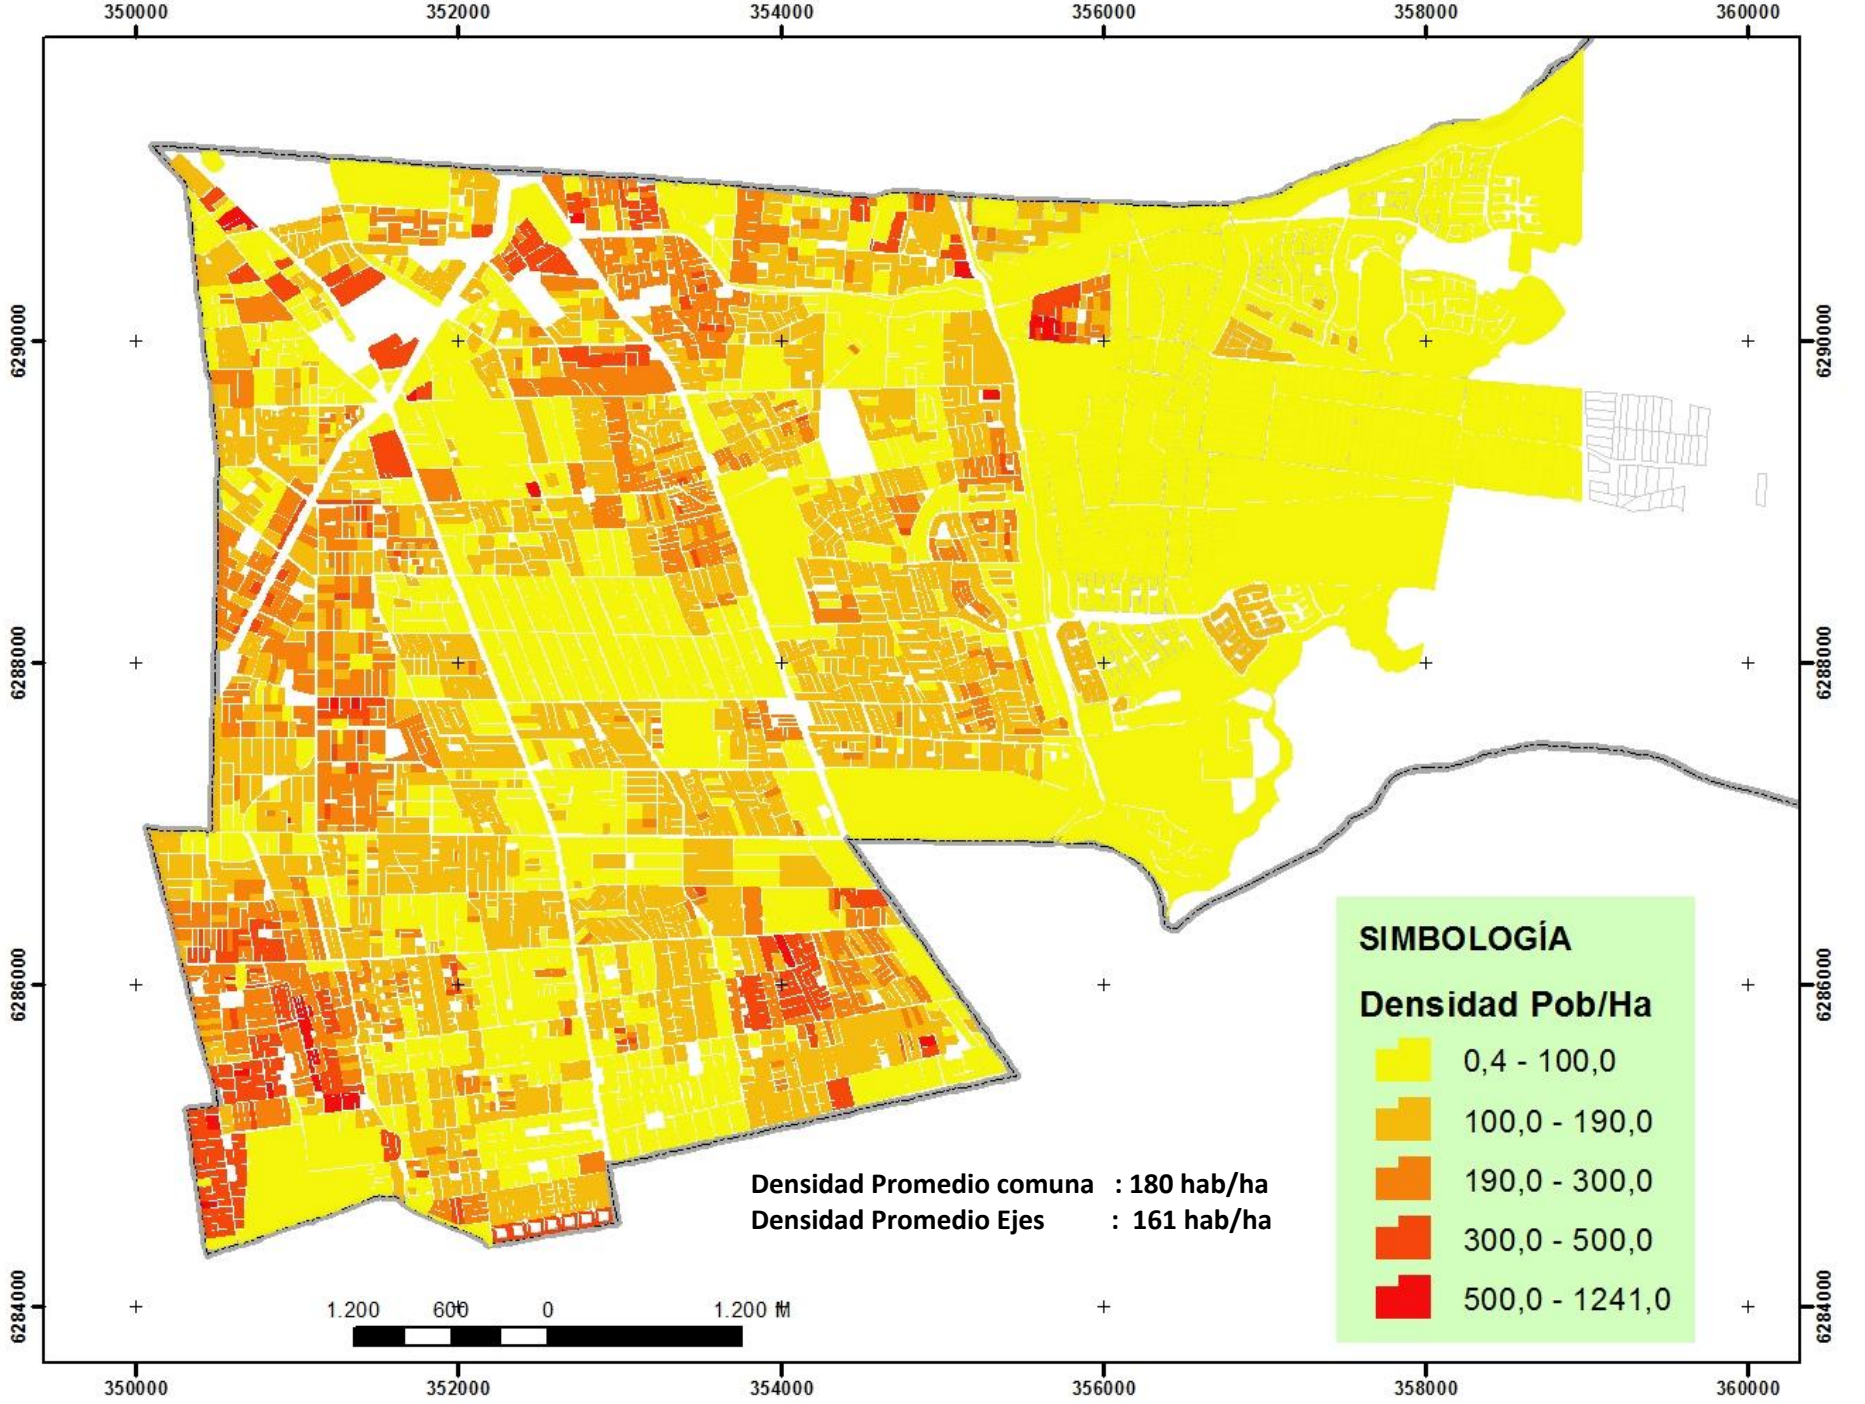 350000 352000 354000 356000 358000 360000
6290000 6290000
6288000 6288000
6286000 6286000
6284000 6284000
SIMBOLOGÍA
Densidad Pob/Ha
0,4 - 100,0
100,0 - 190,0
190,0 - 300,0
300,0 - 500,0
500,0 - 1241,0
Densidad Promedio comuna : 180 hab/ha
Densidad Promedio Ejes : 161 hab/ha
1.200 600 0 1.200 M
350000 352000 354000 356000 358000 360000